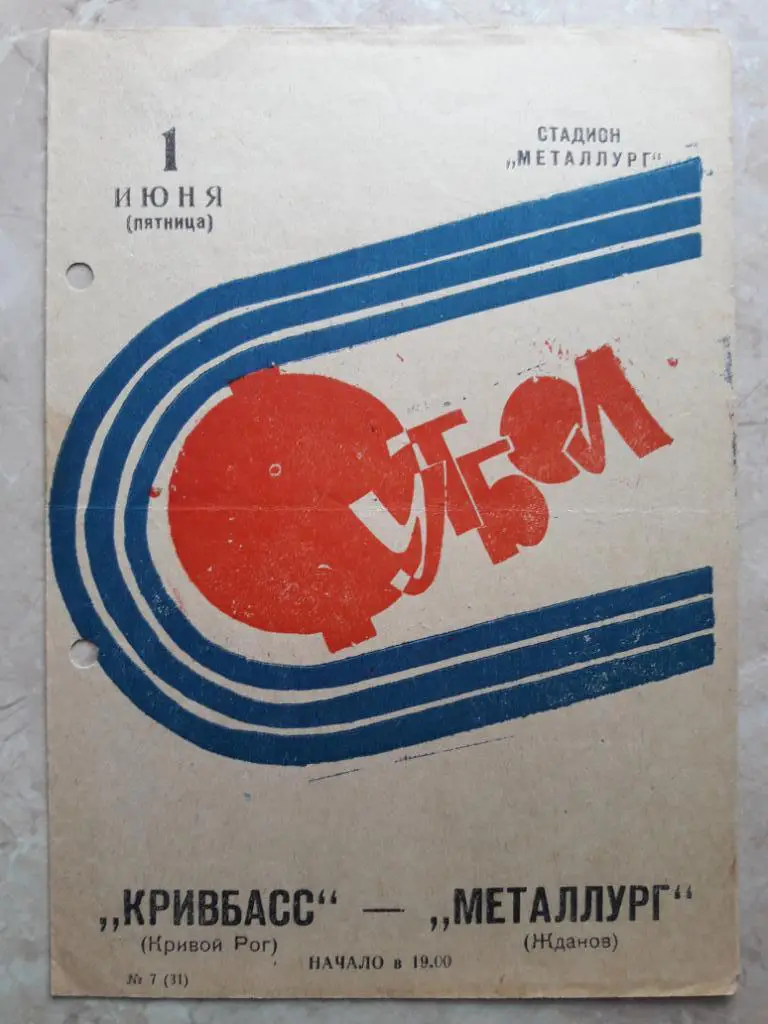 1
ИЮНЯ
(пятница)
СТАДИОН
„МЕТАЛЛУРГ“
ФУТБОЛ
„КРИВБАСС“ — „МЕТАЛЛУРГ“
(Кривой Рог) (Жданов)
НАЧАЛО в 19.00
№ 7 (31)